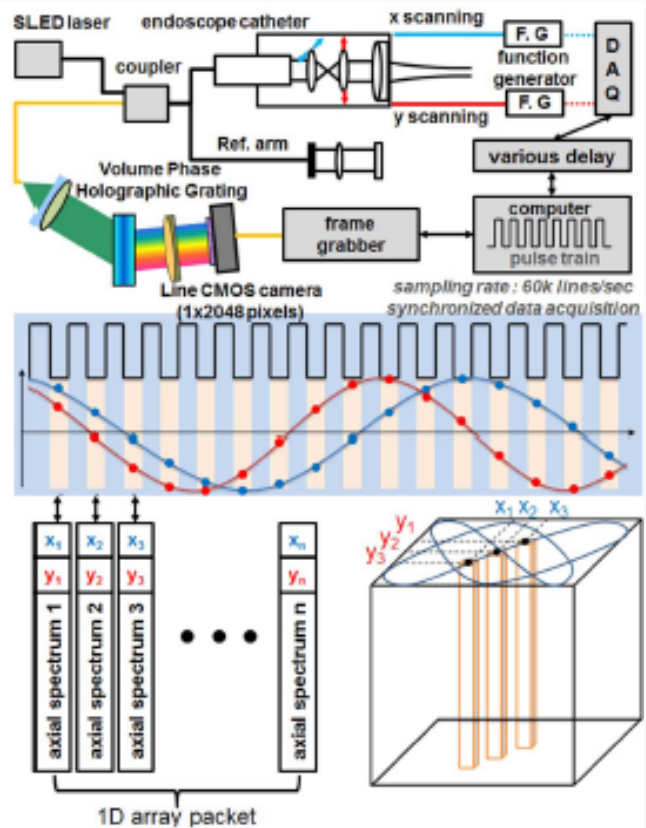 SLED laser
endoscope catheter
x scanning
F. G
function
generator
D
A
Q
coupler
F. G
y scanning
Ref. arm
various delay
Volume Phase
Holographic Grating
computer
pulse train
frame
grabber
Line CMOS camera
(1x2048 pixels)
sampling rate : 60k lines/sec
synchronized data acquisition
x1
x2
x3
xn
y1
y2
y3
yn
axial spectrum 1
axial spectrum 2
axial spectrum 3
axial spectrum n
1D array packet
x1 x2 x3
y1
y2
y3